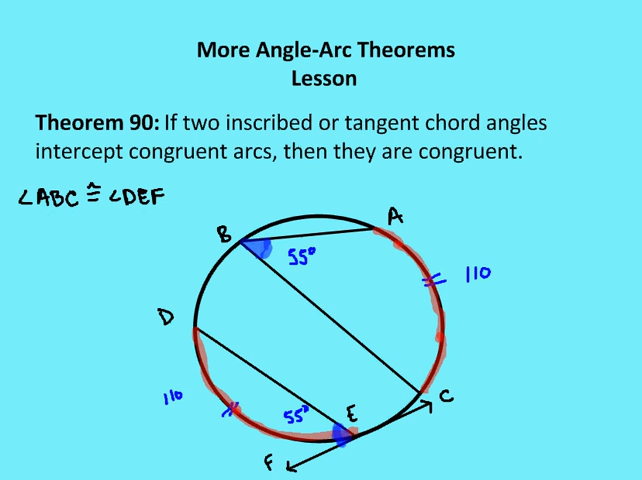 More Angle-Arc Theorems
Lesson
Theorem 90: If two inscribed or tangent chord angles
intercept congruent arcs, then they are congruent.
∠ABC ≅ ∠DEF
A
B
55°
110
D
110
55°
E
C
F